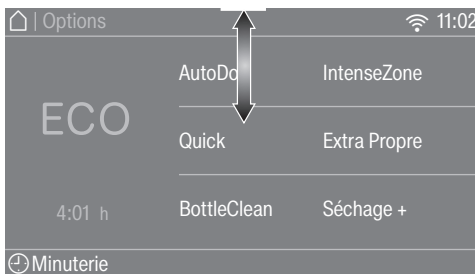 | Options 11:02
AutoDo IntenseZone
ECO
Quick Extra Propre
4:01 h BottleClean Séchage +
Minuterie